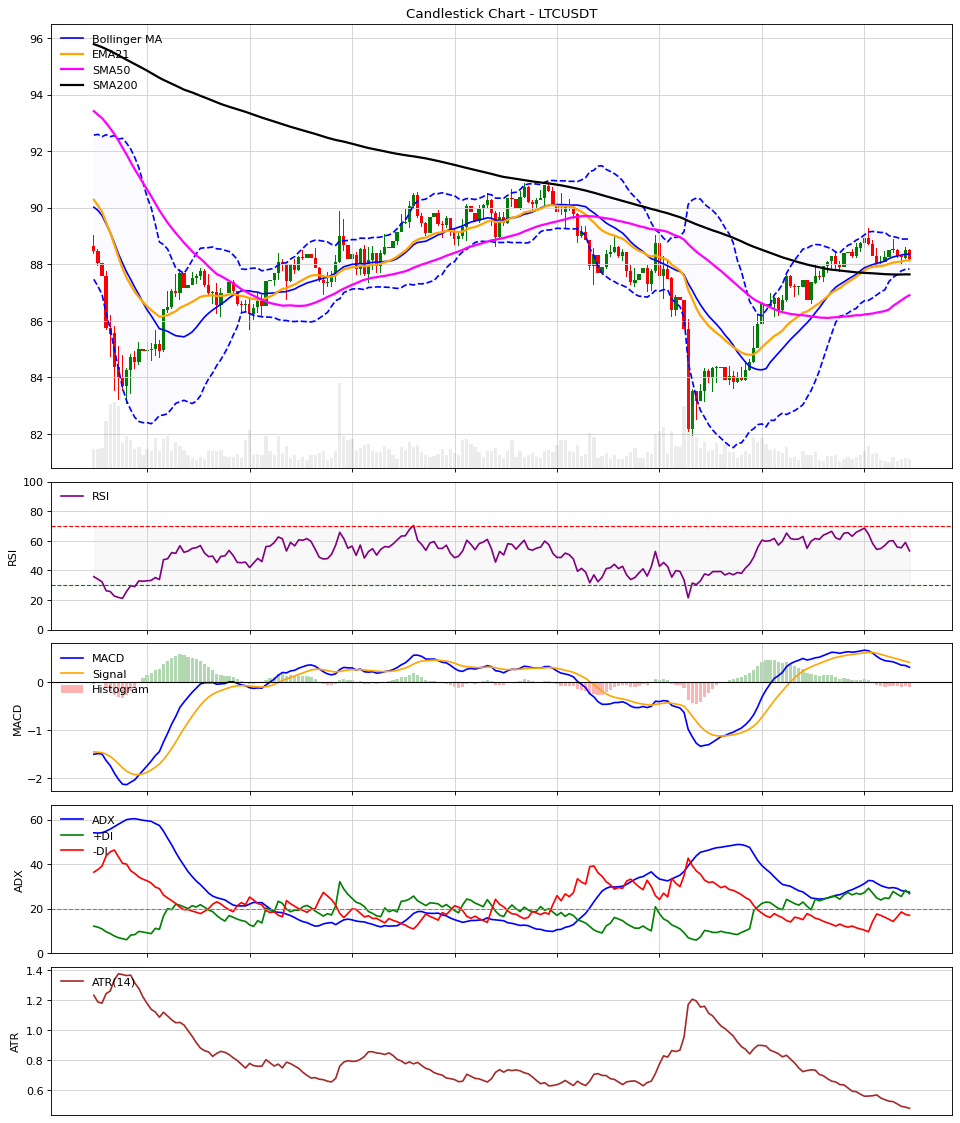 Candlestick Chart - LTCUSDT
96
94
92
90
88
86
84
82
Bollinger MA
EMA21
SMA50
SMA200
100
80
60
40
20
0
RSI
RSI
0
−1
−2
MACD
MACD
Signal
Histogram
60
40
20
0
ADX
ADX
+DI
-DI
1.4
1.2
1.0
0.8
0.6
ATR
ATR(14)